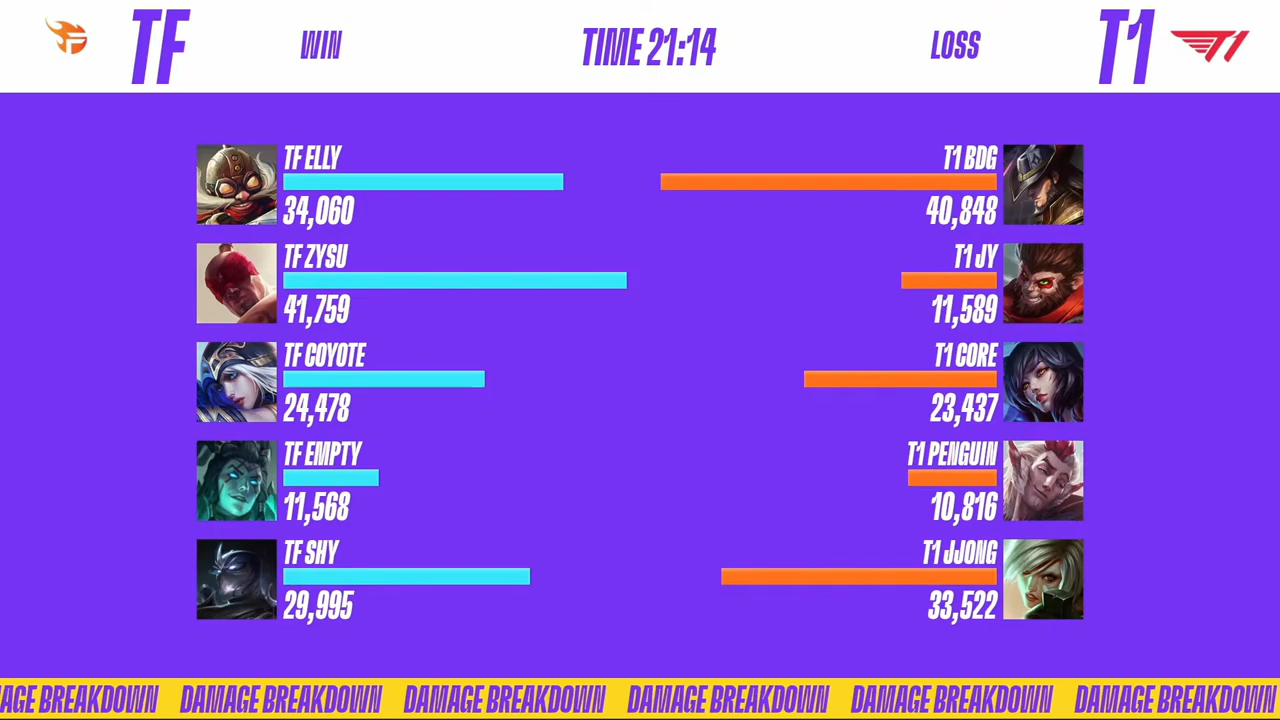 TF
WIN
TIME 21:14
LOSS
T1
T1
TF ELLY
34,060
T1 BDG
40,848
TF ZYSU
41,759
T1 JY
11,589
TF COYOTE
24,478
T1 CORE
23,437
TF EMPTY
11,568
T1 PENGUIN
10,816
TF SHY
29,995
T1 JJONG
33,522
AGE BREAKDOWN DAMAGE BREAKDOWN DAMAGE BREAKDOWN DAMAGE BREAKDOWN DAMAGE BREAKDOWN DAMAGE BREAKDOWN